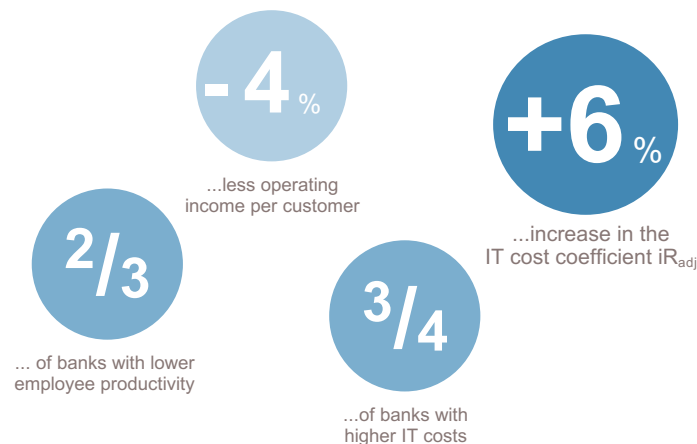 - 4 %
...less operating
income per customer
+6 %
...increase in the
IT cost coefficient iRadj
2/3
... of banks with lower
employee productivity
3/4
...of banks with
higher IT costs